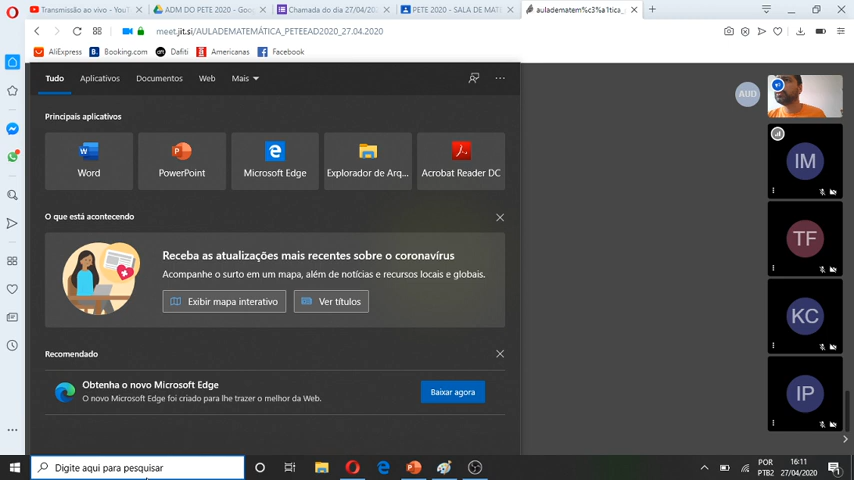 Transmissão ao vivo - YouT
ADM DO PETE 2020 - Goog
Chamada do dia 27/04/202
PETE 2020 - SALA DE MATE
auladematem%c3%a1tica_
meet.jit.si/AULADEMATEMÁTICA_PETEEAD2020_27.04.2020
AliExpress
B. Booking.com
Dafiti
Americanas
Facebook
Tudo
Aplicativos
Documentos
Web
Mais
Principais aplicativos
Word
PowerPoint
Microsoft Edge
Explorador de Arq...
Acrobat Reader DC
O que está acontecendo
Receba as atualizações mais recentes sobre o coronavírus
Acompanhe o surto em um mapa, além de notícias e recursos locais e globais.
Exibir mapa interativo
Ver títulos
Recomendado
Obtenha o novo Microsoft Edge
O novo Microsoft Edge foi criado para lhe trazer o melhor da Web.
Baixar agora
AUD
IM
TF
KC
IP
Digite aqui para pesquisar
POR
PTB2
16:11
27/04/2020
1